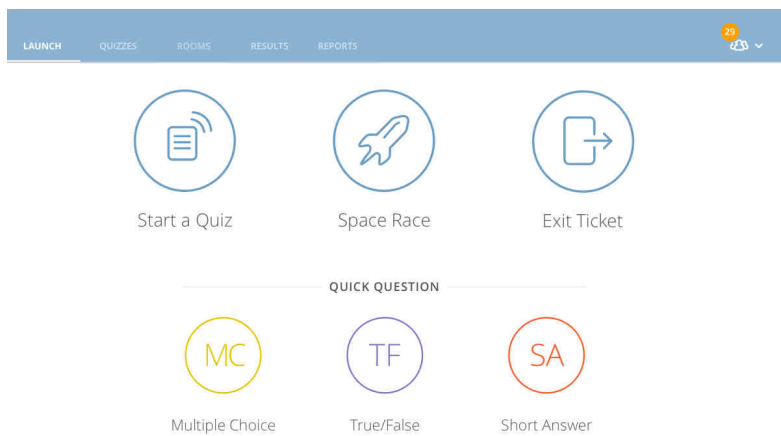 29
LAUNCH QUIZZES ROOMS RESULTS REPORTS
Start a Quiz Space Race Exit Ticket
QUICK QUESTION
MC TF SA
Multiple Choice True/False Short Answer